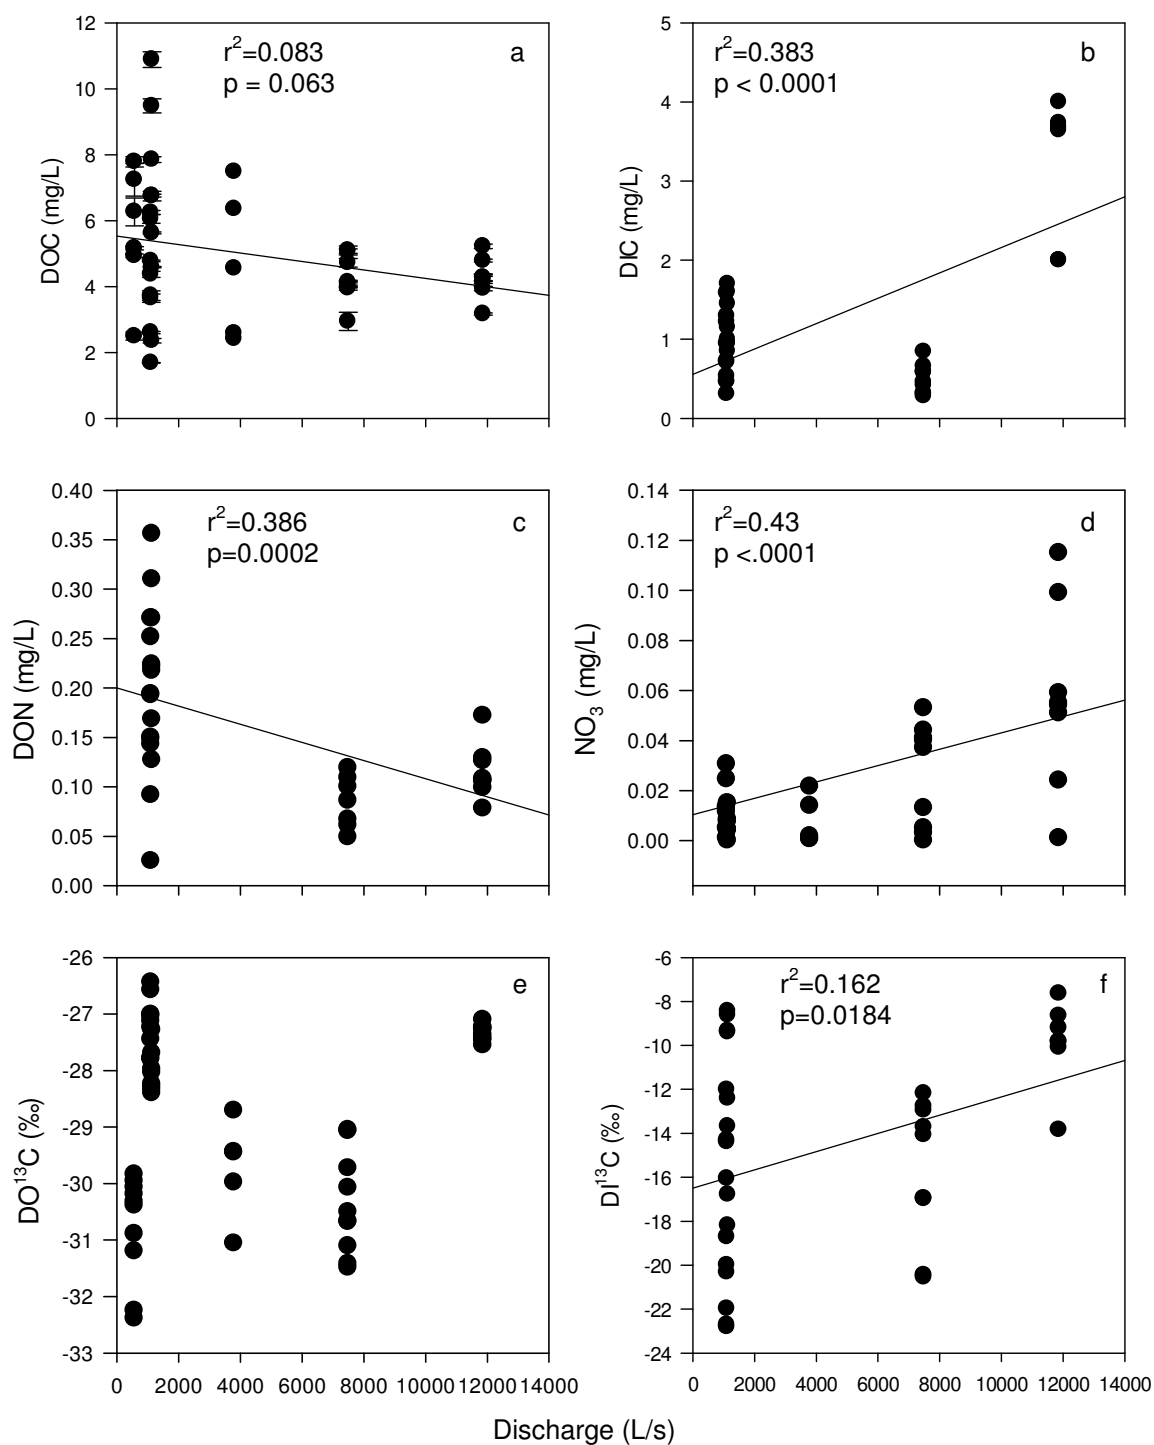 12
10
8
6
4
2
0
DOC (mg/L)
r²=0.083
p = 0.063
a
5
4
3
2
1
0
DIC (mg/L)
r²=0.383
p < 0.0001
b
0.40
0.35
0.30
0.25
0.20
0.15
0.10
0.05
0.00
DON (mg/L)
r²=0.386
p=0.0002
c
0.14
0.12
0.10
0.08
0.06
0.04
0.02
0.00
NO₃ (mg/L)
r²=0.43
p <.0001
d
-26
-27
-28
-29
-30
-31
-32
-33
DO¹³C (‰)
e
0 2000 4000 6000 8000 10000 12000 14000
-6
-8
-10
-12
-14
-16
-18
-20
-22
-24
DI¹³C (‰)
r²=0.162
p=0.0184
f
0 2000 4000 6000 8000 10000 12000 14000
Discharge (L/s)